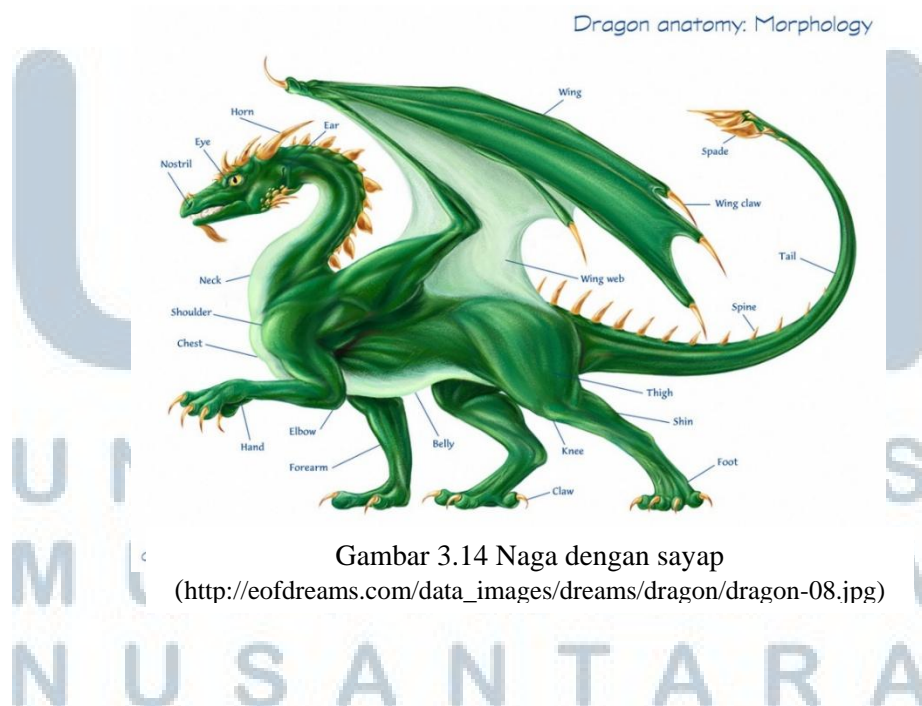 Dragon anatomy: Morphology
Wing
Horn
Ear
Eye
Nostril
Spade
Wing claw
Tail
Neck
Wing web
Shoulder
Spine
Chest
Thigh
Shin
Elbow
Hand
Belly
Knee
Forearm
Foot
Claw
Gambar 3.14 Naga dengan sayap
(http://eofdreams.com/data_images/dreams/dragon/dragon-08.jpg)
NUSANTARA